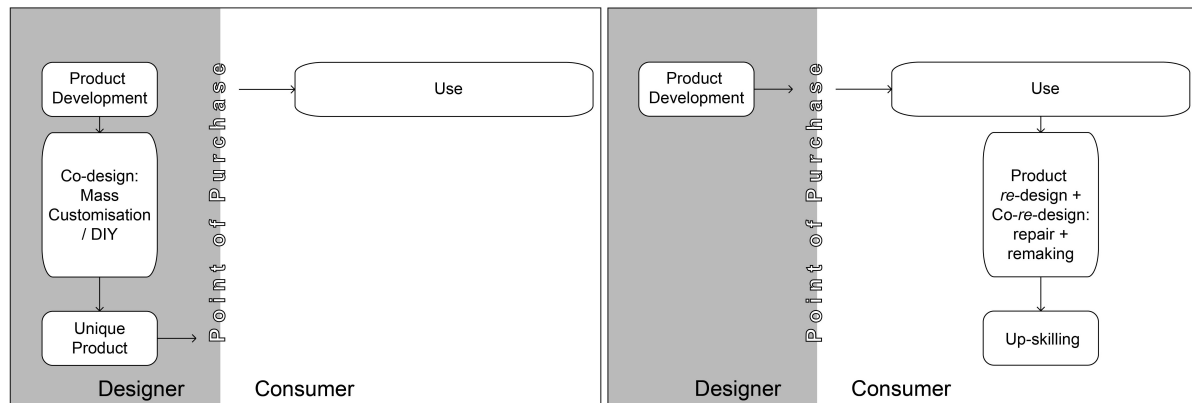 Product
Development
Co-design:
Mass
Customisation
/ DIY
Unique
Product
Point of Purchase
Use
Designer
Consumer
Product
Development
Point of Purchase
Use
Product
re-design +
Co-re-design:
repair +
remaking
Up-skilling
Designer
Consumer